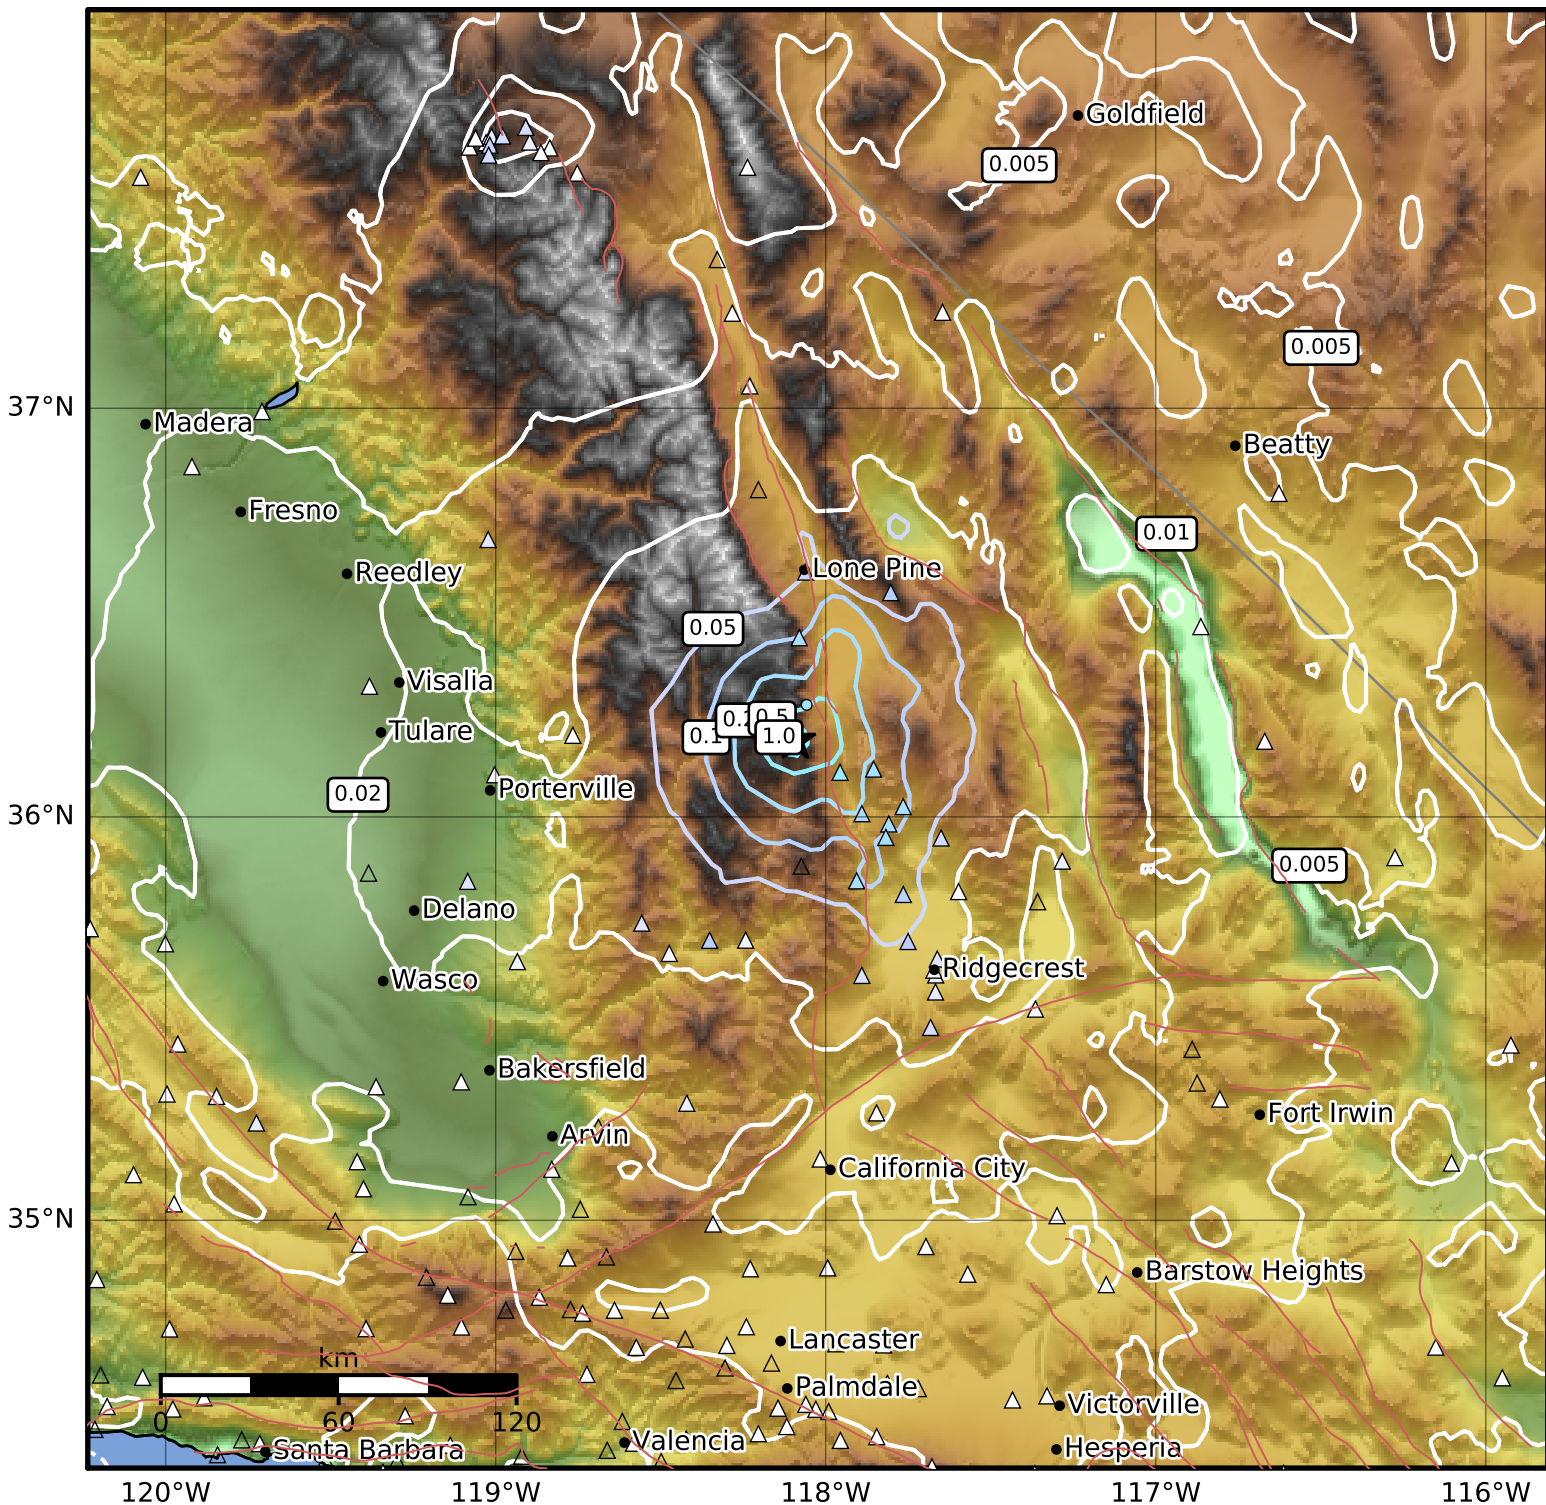 Goldfield
0.005
0.005
37°N
Madera
Beatty
Fresno
0.01
Reedley
Lone Pine
0.05
Visalia
0.5
Tulare
0.1
1.0
Porterville
0.02
36°N
0.005
Delano
Ridgecrest
Wasco
Bakersfield
Fort Irwin
Arvin
California City
35°N
Barstow Heights
Lancaster
km
Palmdale
Victorville
0 60 120
Valencia
Hesperia
Santa Barbara
120°W 119°W 118°W 117°W 116°W